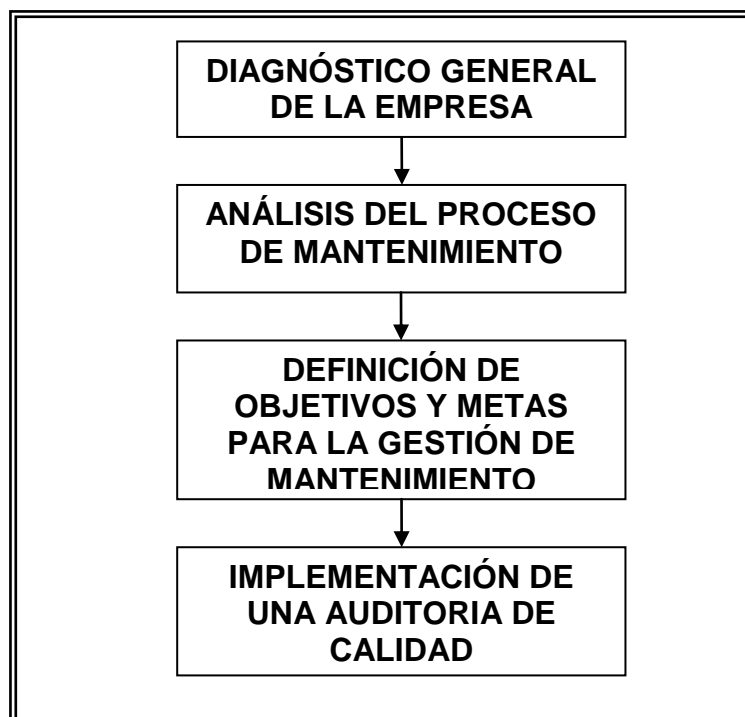 DIAGNÓSTICO GENERAL
DE LA EMPRESA
ANÁLISIS DEL PROCESO
DE MANTENIMIENTO
DEFINICIÓN DE
OBJETIVOS Y METAS
PARA LA GESTIÓN DE
MANTENIMIENTO
IMPLEMENTACIÓN DE
UNA AUDITORIA DE
CALIDAD